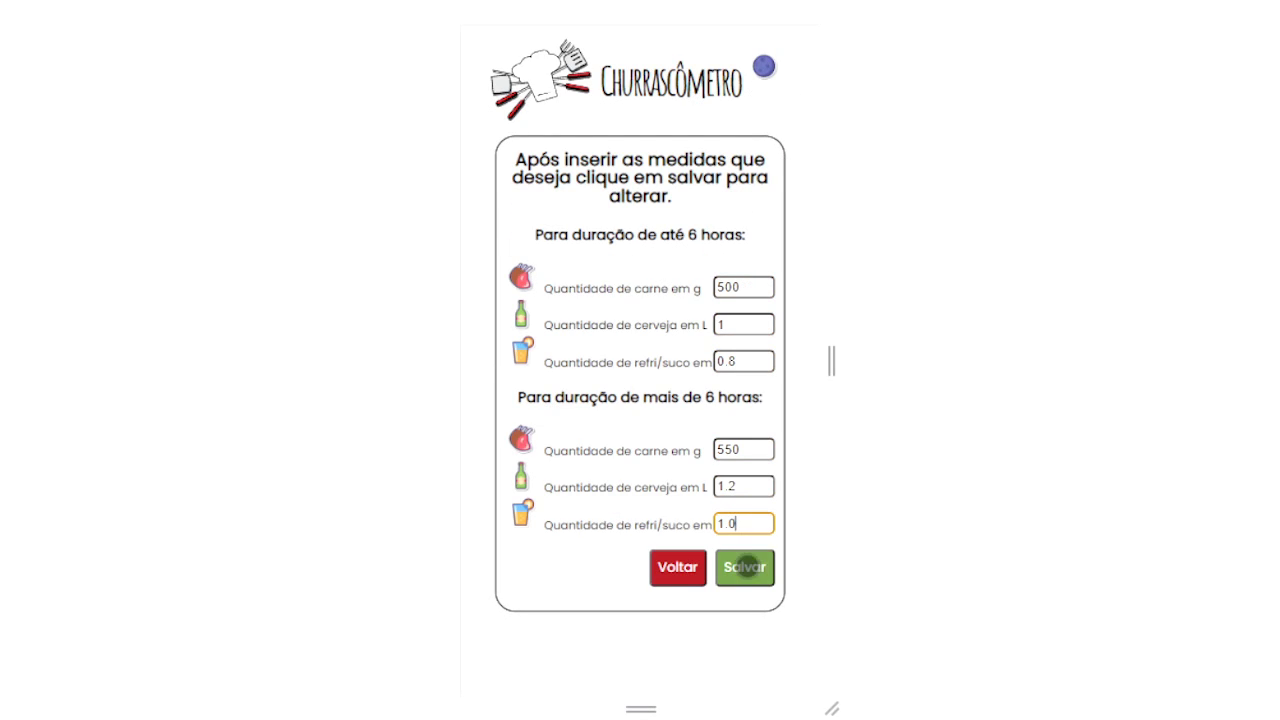 CHURRASCÔMETRO
Após inserir as medidas que
deseja clique em salvar para
alterar.
Para duração de até 6 horas:
Quantidade de carne em g 500
Quantidade de cerveja em L 1
Quantidade de refri/suco em 0.8
Para duração de mais de 6 horas:
Quantidade de carne em g 550
Quantidade de cerveja em L 1.2
Quantidade de refri/suco em 1.0
Voltar Salvar